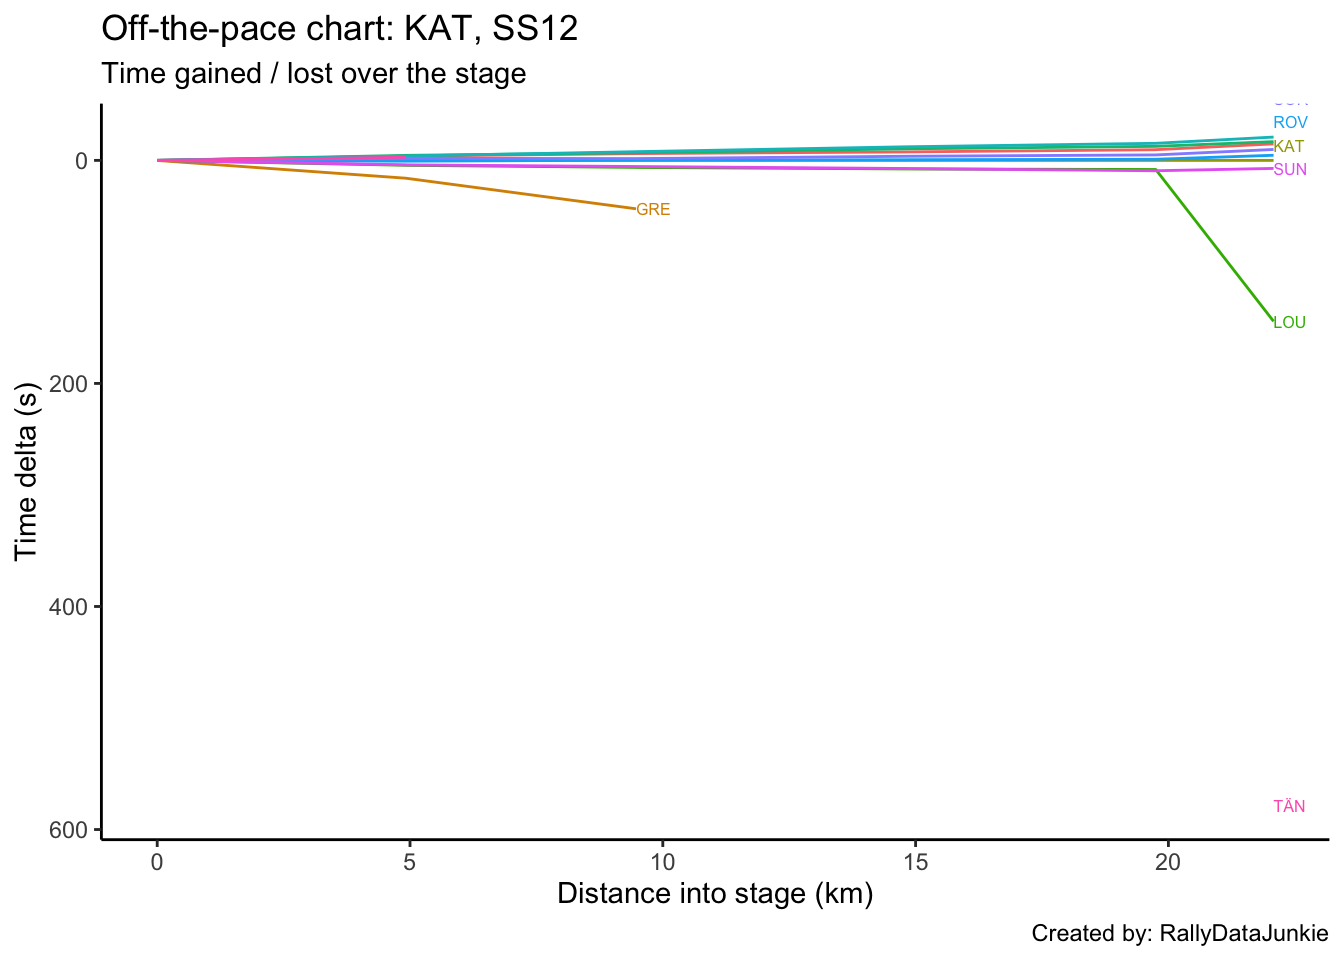 Off-the-pace chart: KAT, SS12
Time gained / lost over the stage
ROV
0
KAT
SUN
GRE
LOU
200
Time delta (s)
400
TÄN
600
0 5 10 15 20
Distance into stage (km)
Created by: RallyDataJunkie